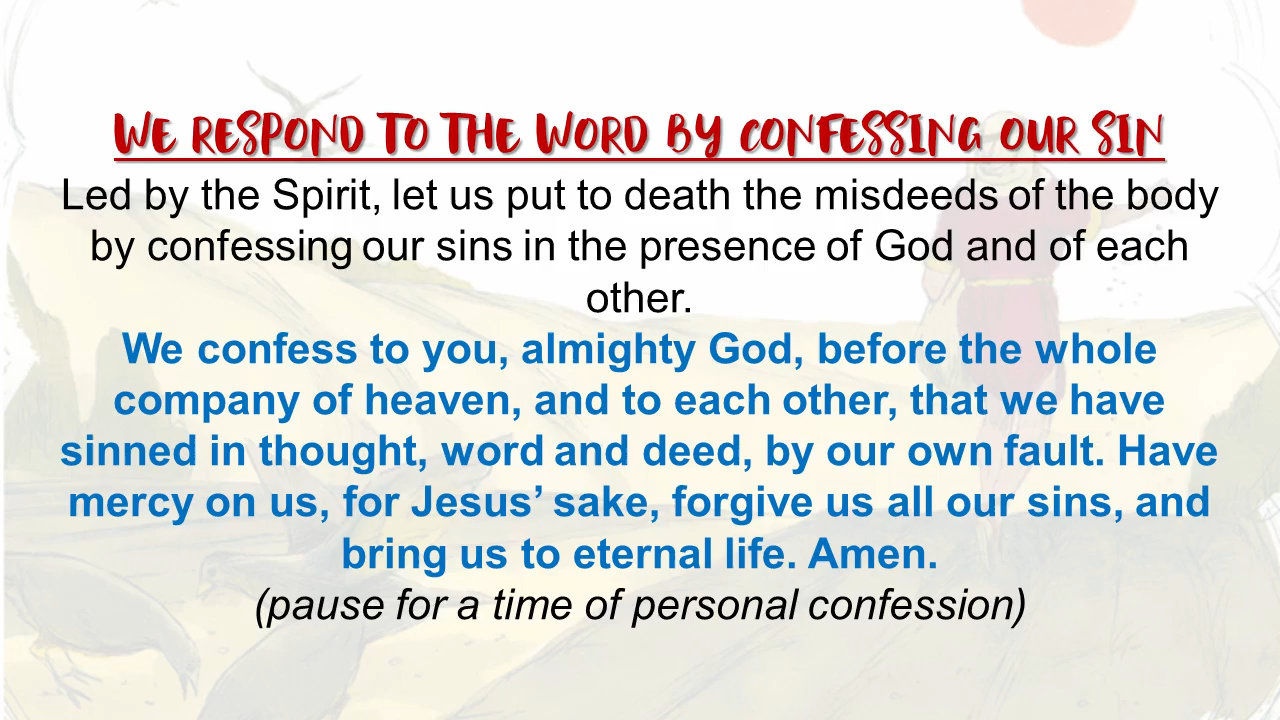 WE RESPOND TO THE WORD BY CONFESSING OUR SIN
Led by the Spirit, let us put to death the misdeeds of the body
by confessing our sins in the presence of God and of each
other.
We confess to you, almighty God, before the whole
company of heaven, and to each other, that we have
sinned in thought, word and deed, by our own fault. Have
mercy on us, for Jesus’ sake, forgive us all our sins, and
bring us to eternal life. Amen.
(pause for a time of personal confession)